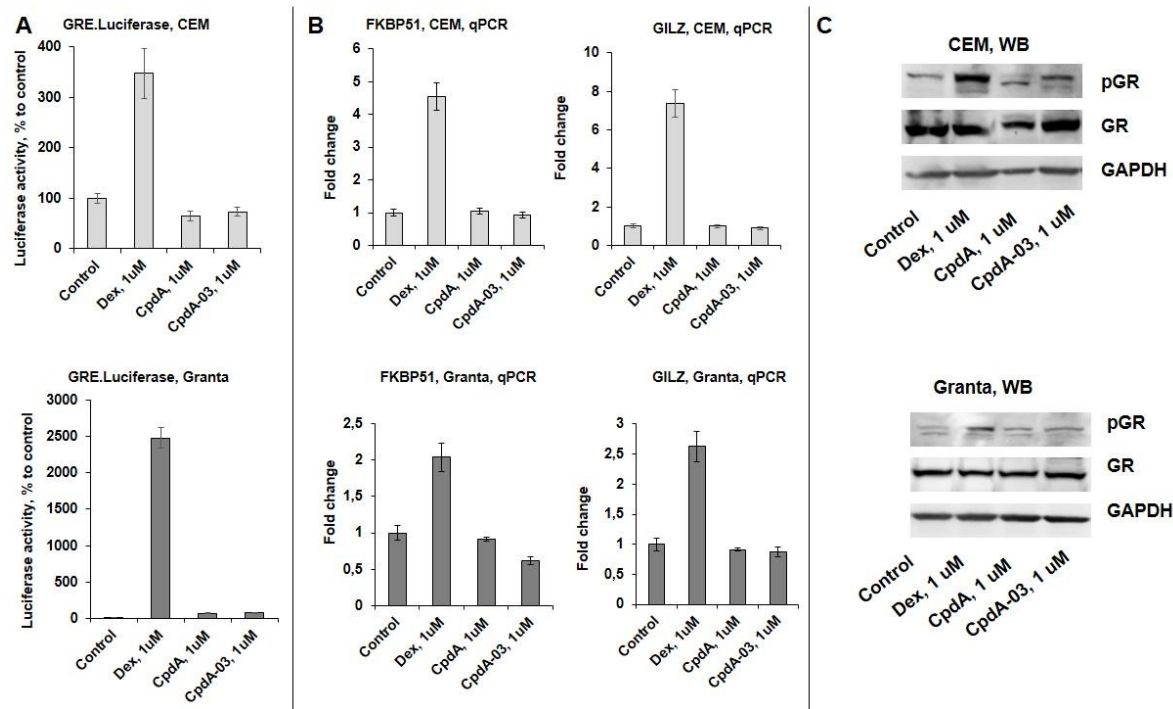 A
GRE.Luciferase, CEM
Luciferase activity, % to control
400
300
200
100
0
Control
Dex, 1uM
CpdA, 1uM
CpdA-03, 1uM
GRE.Luciferase, Granta
Luciferase activity, % to control
3000
2500
2000
1500
1000
500
0
Control
Dex, 1uM
CpdA, 1uM
CpdA-03, 1uM
B
FKBP51, CEM, qPCR
Fold change
6
5
4
3
2
1
0
Control
Dex, 1uM
CpdA, 1uM
CpdA-03, 1uM
GILZ, CEM, qPCR
Fold change
10
8
6
4
2
0
Control
Dex, 1uM
CpdA, 1uM
CpdA-03, 1uM
FKBP51, Granta, qPCR
Fold change
2,5
2
1,5
1
0,5
0
Control
Dex, 1uM
CpdA, 1uM
CpdA-03, 1uM
GILZ, Granta, qPCR
Fold change
3
2,5
2
1,5
1
0,5
0
Control
Dex, 1uM
CpdA, 1uM
CpdA-03, 1uM
C
CEM, WB
pGR
GR
GAPDH
Control
Dex, 1 uM
CpdA, 1 uM
CpdA-03, 1 uM
Granta, WB
pGR
GR
GAPDH
Control
Dex, 1 uM
CpdA, 1 uM
CpdA-03, 1 uM